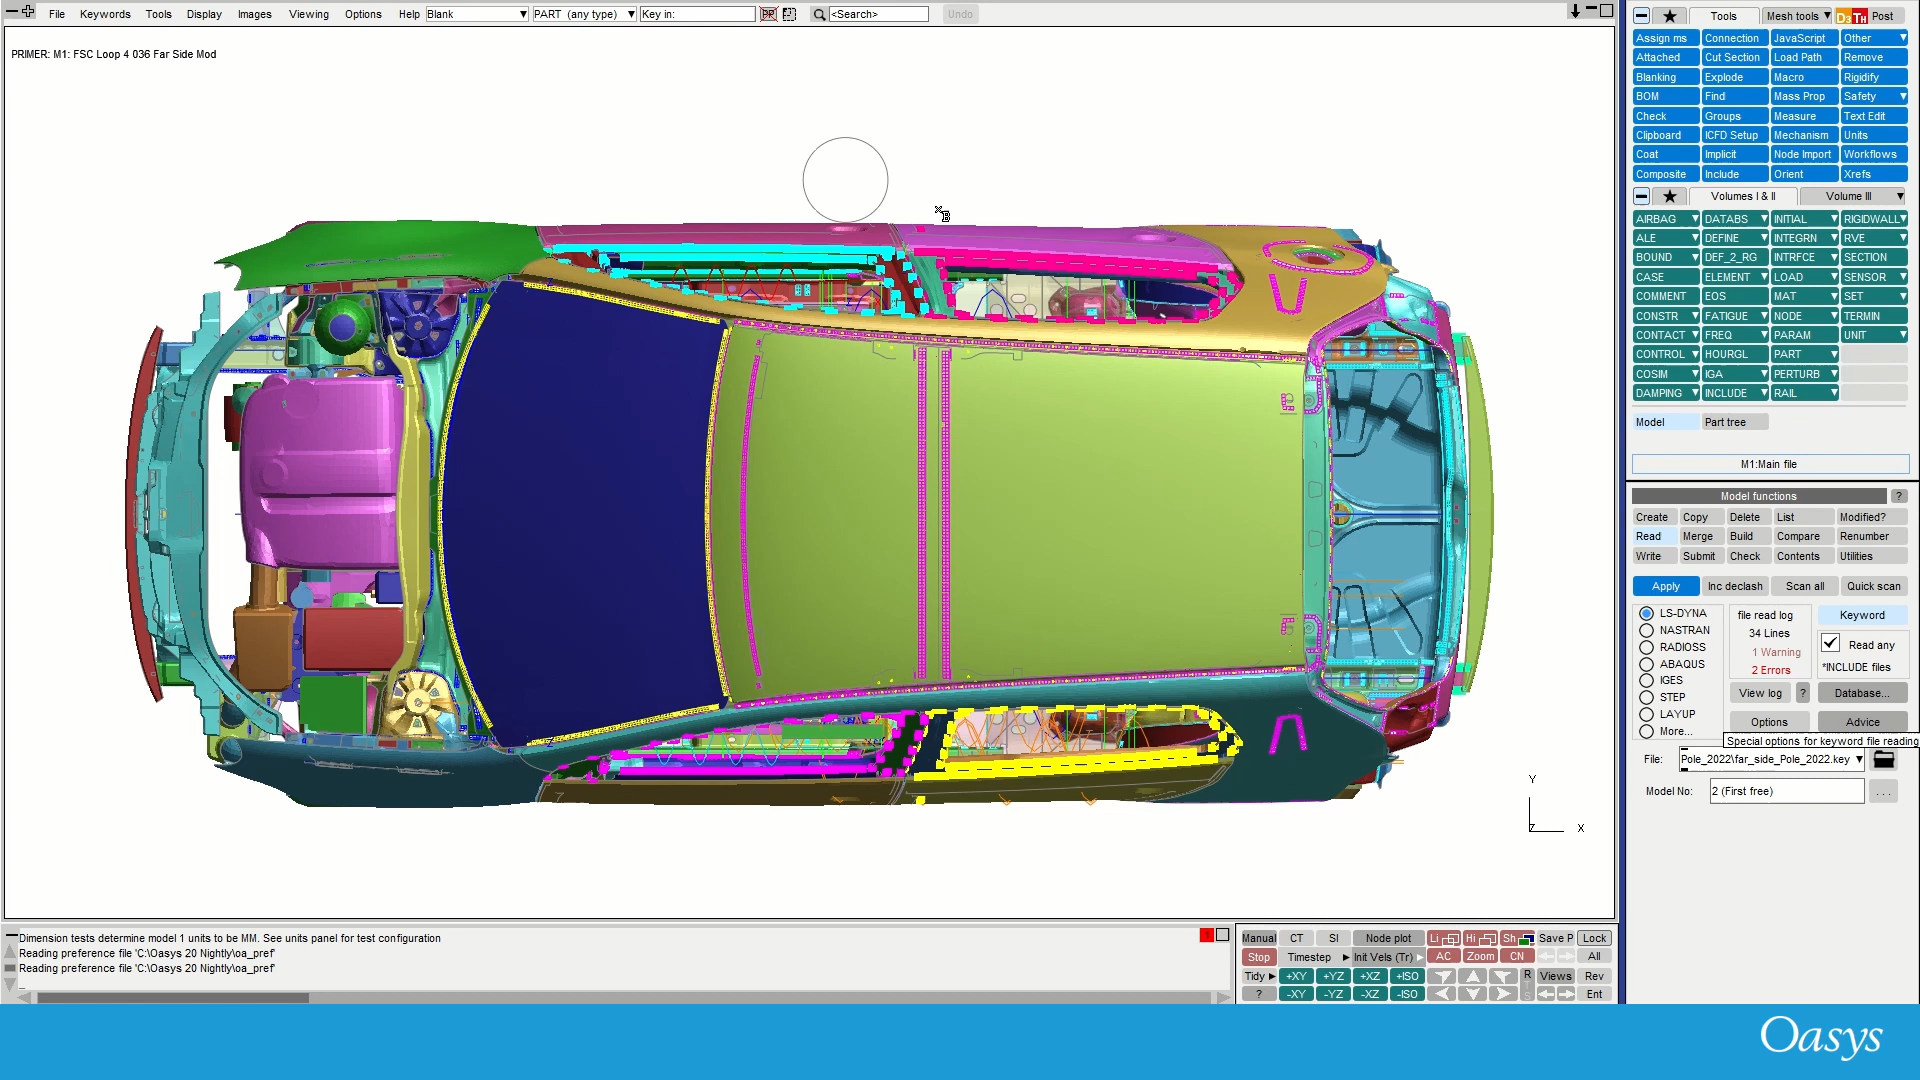 File Keywords Tools Display Images Viewing Options Help Blank PART (any type) Key in: <Search> Undo
PRIMER: M1: FSC Loop 4 036 Far Side Mod
Y
X
Z
Tools Mesh tools Post
Assign ms Connection JavaScript Other
Attached Cut Section Load Path Remove
Blanking Explode Macro Rigidify
BOM Find Mass Prop Safety
Check Groups Measure Text Edit
Clipboard ICFD Setup Mechanism Units
Coat Implicit Node Import Workflows
Composite Include Orient Xrefs
Volumes I & II Volume III
AIRBAG DATABS INITIAL RIGIDWALL
ALE DEFINE INTEGRN RVE
BOUND DEF_2_RG INTRFCE SECTION
CASE ELEMENT LOAD SENSOR
COMMENT EOS MAT SET
CONSTR FATIGUE NODE TERMIN
CONTACT FREQ PARAM UNIT
CONTROL HOURGL PART
COSIM IGA PERTURB
DAMPING INCLUDE RAIL
Model Part tree
M1:Main file
Model functions ?
Create Copy Delete List Modified?
Read Merge Build Compare Renumber
Write Submit Check Contents Utilities
Apply Inc declash Scan all Quick scan
LS-DYNA
NASTRAN
RADIOSS
ABAQUS
IGES
STEP
LAYUP
More...
file read log
34 Lines
1 Warning
2 Errors
View log ?
Options
Keyword
Read any
*INCLUDE files
Database...
Advice
Special options for keyword file reading
File: Pole_2022\far_side_Pole_2022.key
Model No: 2 (First free) ...
Dimension tests determine model 1 units to be MM. See units panel for test configuration
Reading preference file 'C:\Oasys 20 Nightly\oa_pref'
Reading preference file 'C:\Oasys 20 Nightly\oa_pref'
Manual CT SI Node plot Li Hi Sh Save P Lock
Stop Timestep Init Vels (Tr) AC Zoom CN All
Tidy +XY +YZ +XZ +ISO R Views Rev
? -XY -YZ -XZ -ISO T S Ent
Oasys